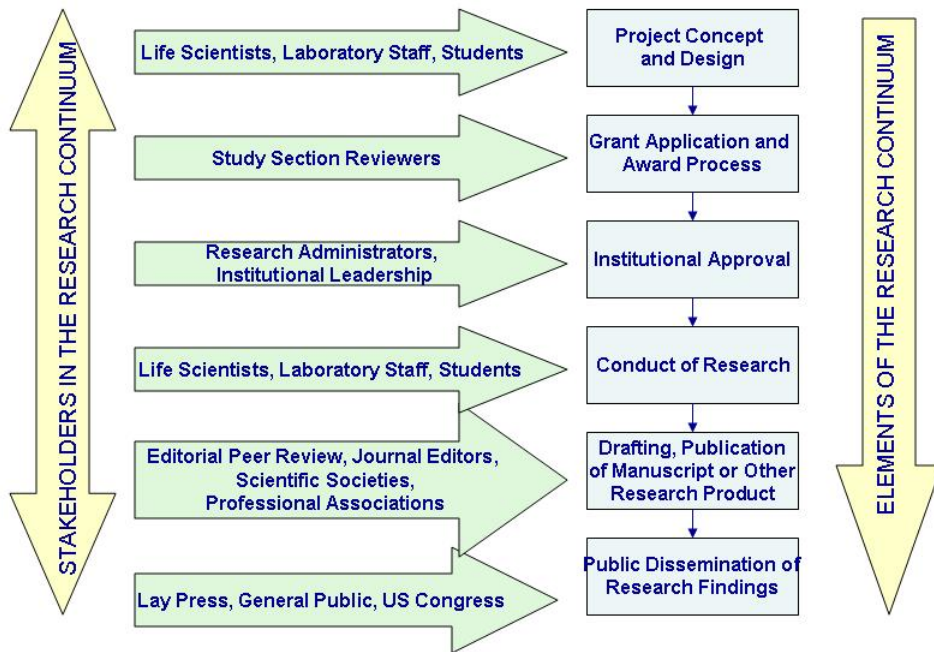 STAKEHOLDERS IN THE RESEARCH CONTINUUM
Life Scientists, Laboratory Staff, Students
Project Concept
and Design
Study Section Reviewers
Grant Application and
Award Process
Research Administrators,
Institutional Leadership
Institutional Approval
Life Scientists, Laboratory Staff, Students
Conduct of Research
Editorial Peer Review, Journal Editors,
Scientific Societies,
Professional Associations
Drafting, Publication
of Manuscript or Other
Research Product
Lay Press, General Public, US Congress
Public Dissemination of
Research Findings
ELEMENTS OF THE RESEARCH CONTINUUM